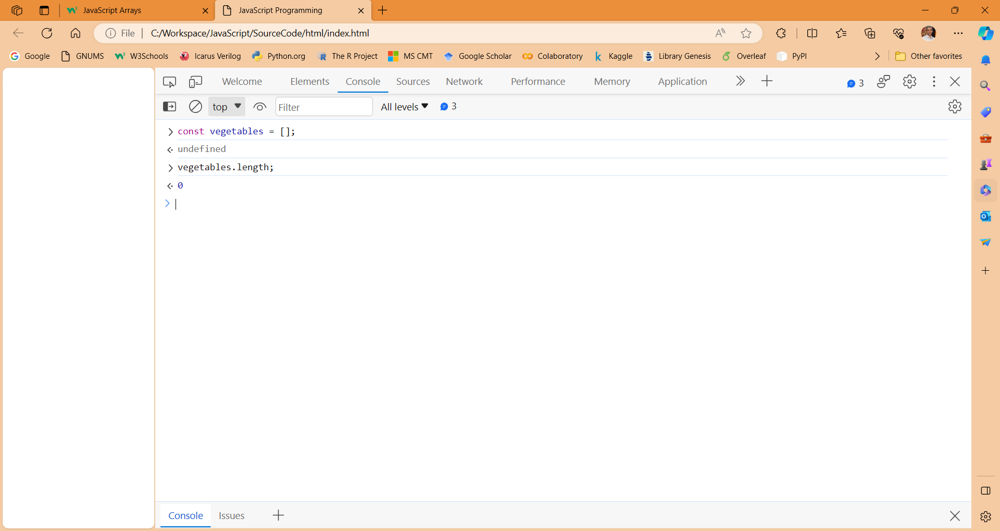 JavaScript Arrays
JavaScript Programming
File
C:/Workspace/JavaScript/SourceCode/html/index.html
Google GNUMS W3Schools Icarus Verilog Python.org The R Project MS CMT Google Scholar Colaboratory Kaggle Library Genesis Overleaf PyPI Other favorites
Welcome Elements Console Sources Network Performance Memory Application 3
top Filter All levels 3
const vegetables = [];
undefined
vegetables.length;
0
Console Issues